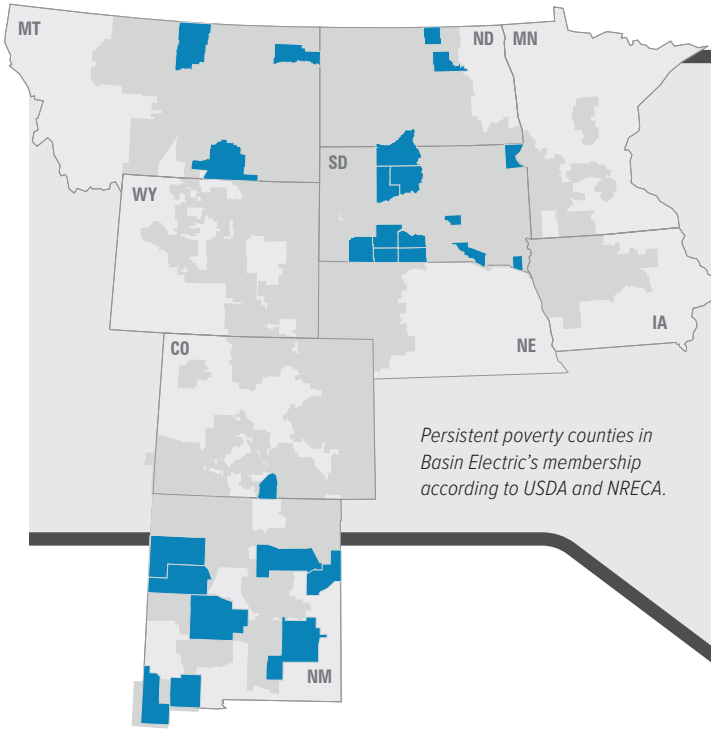 MT
ND
MN
SD
WY
IA
NE
CO
Persistent poverty counties in
Basin Electric's membership
according to USDA and NRECA.
NM